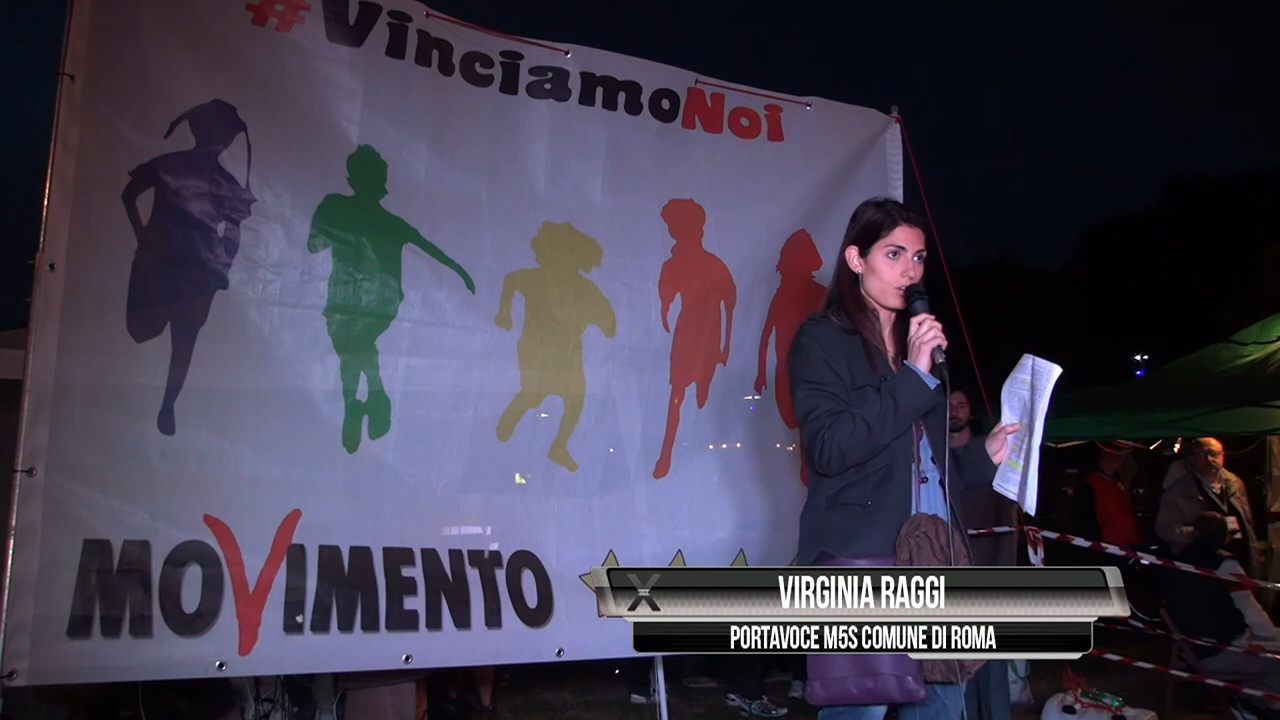 #VinciamoNoi
MOVIMENTO
VIRGINIA RAGGI
PORTAVOCE M5S COMUNE DI ROMA